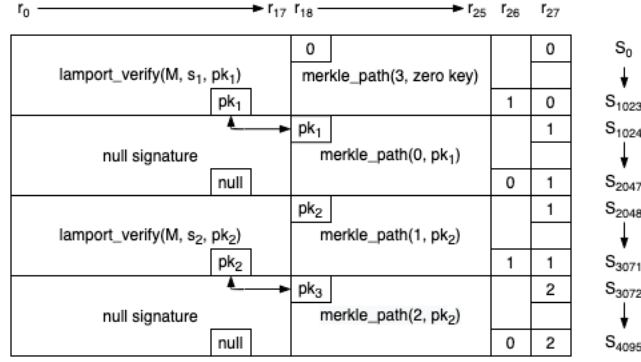 r0 r17 r18 r25 r26 r27
0 0 S0
lamport_verify(M, s1, pk1) merkle_path(3, zero key)
pk1 1 0 S1023
pk1 1 S1024
null signature merkle_path(0, pk1)
null 0 1 S2047
pk2 1 S2048
lamport_verify(M, s2, pk2) merkle_path(1, pk2)
pk2 1 1 S3071
pk3 2 S3072
null signature merkle_path(2, pk2)
null 0 2 S4095